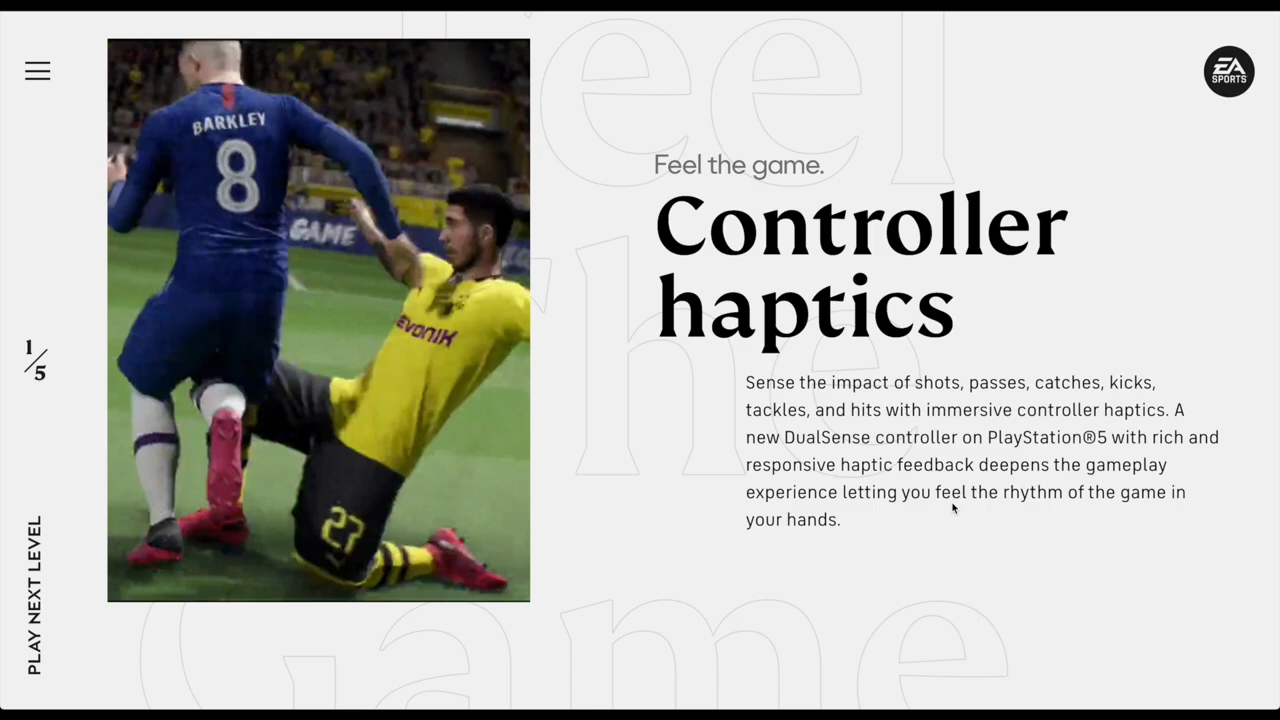 Feel
The
Game
EA
SPORTS
BARKLEY
8
GAME
EVONIK
27
1/5
PLAY NEXT LEVEL
Feel the game.
Controller
haptics
Sense the impact of shots, passes, catches, kicks,
tackles, and hits with immersive controller haptics. A
new DualSense controller on PlayStation®5 with rich and
responsive haptic feedback deepens the gameplay
experience letting you feel the rhythm of the game in
your hands.